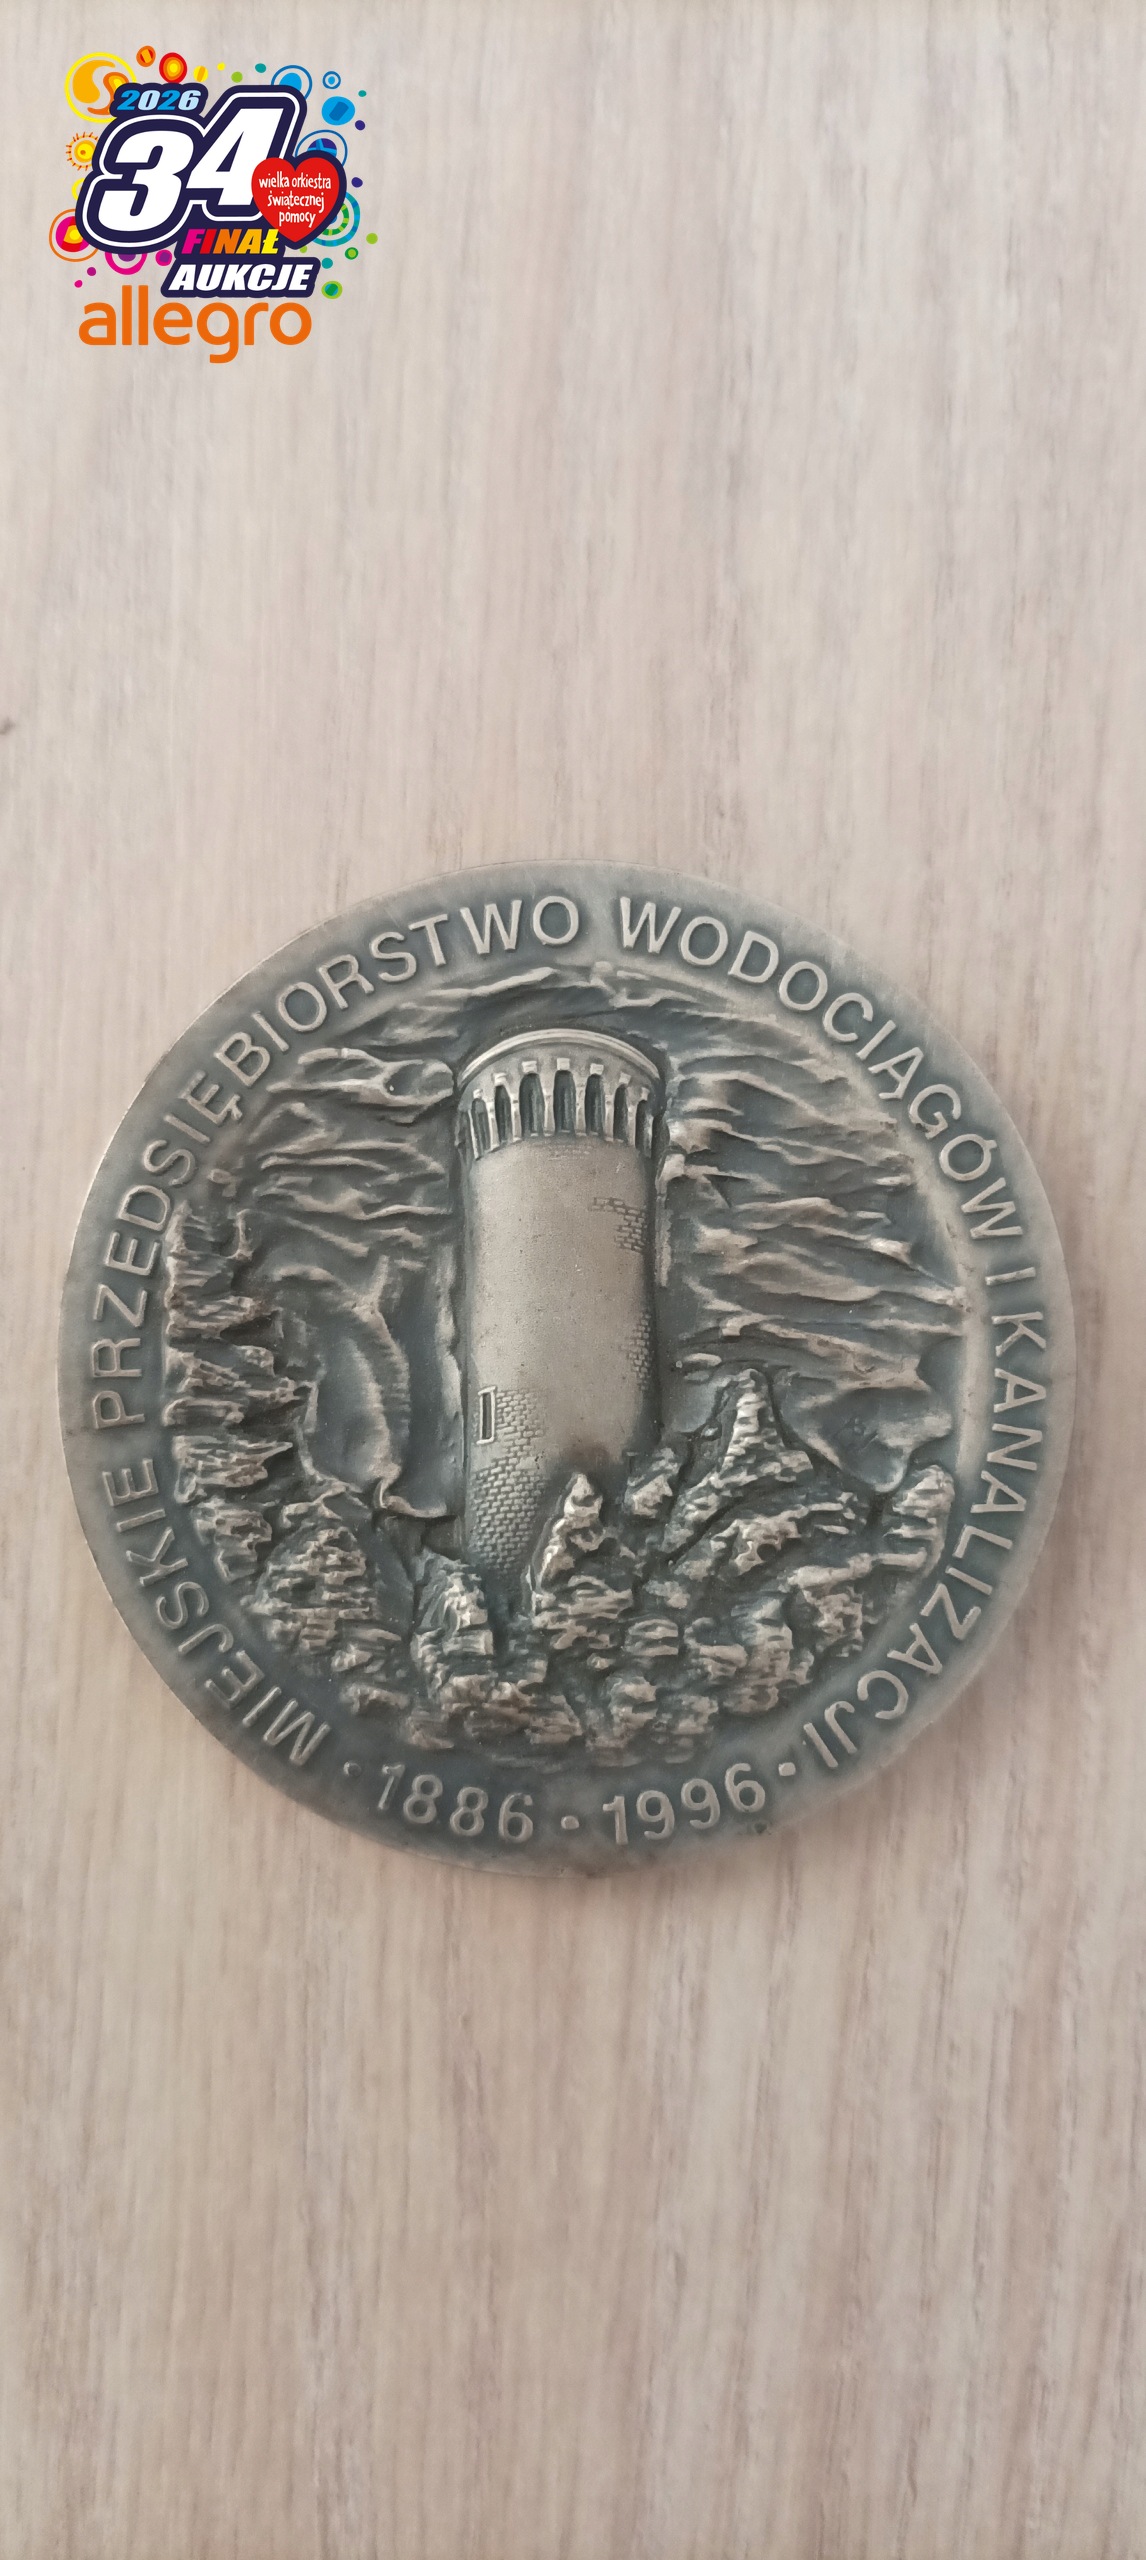 2026
34
wielka orkiestra
świątecznej
pomocy
FINAŁ
AUKCJE
allegro
MIEJSKIE PRZEDSIĘBIORSTWO WODOCIĄGÓW I KANALIZACJI
• 1886 • 1996 •